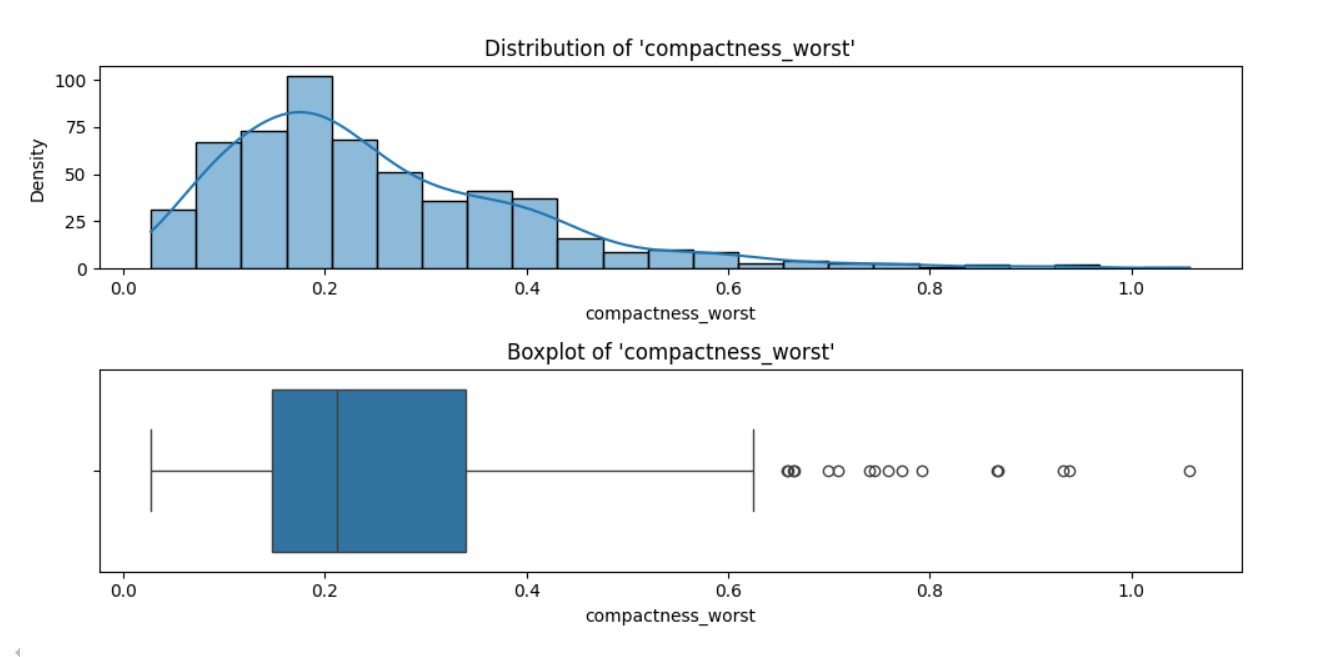 Distribution of 'compactness_worst'
100
75
50
25
0
Density
0.0 0.2 0.4 0.6 0.8 1.0
compactness_worst
Boxplot of 'compactness_worst'
0.0 0.2 0.4 0.6 0.8 1.0
compactness_worst